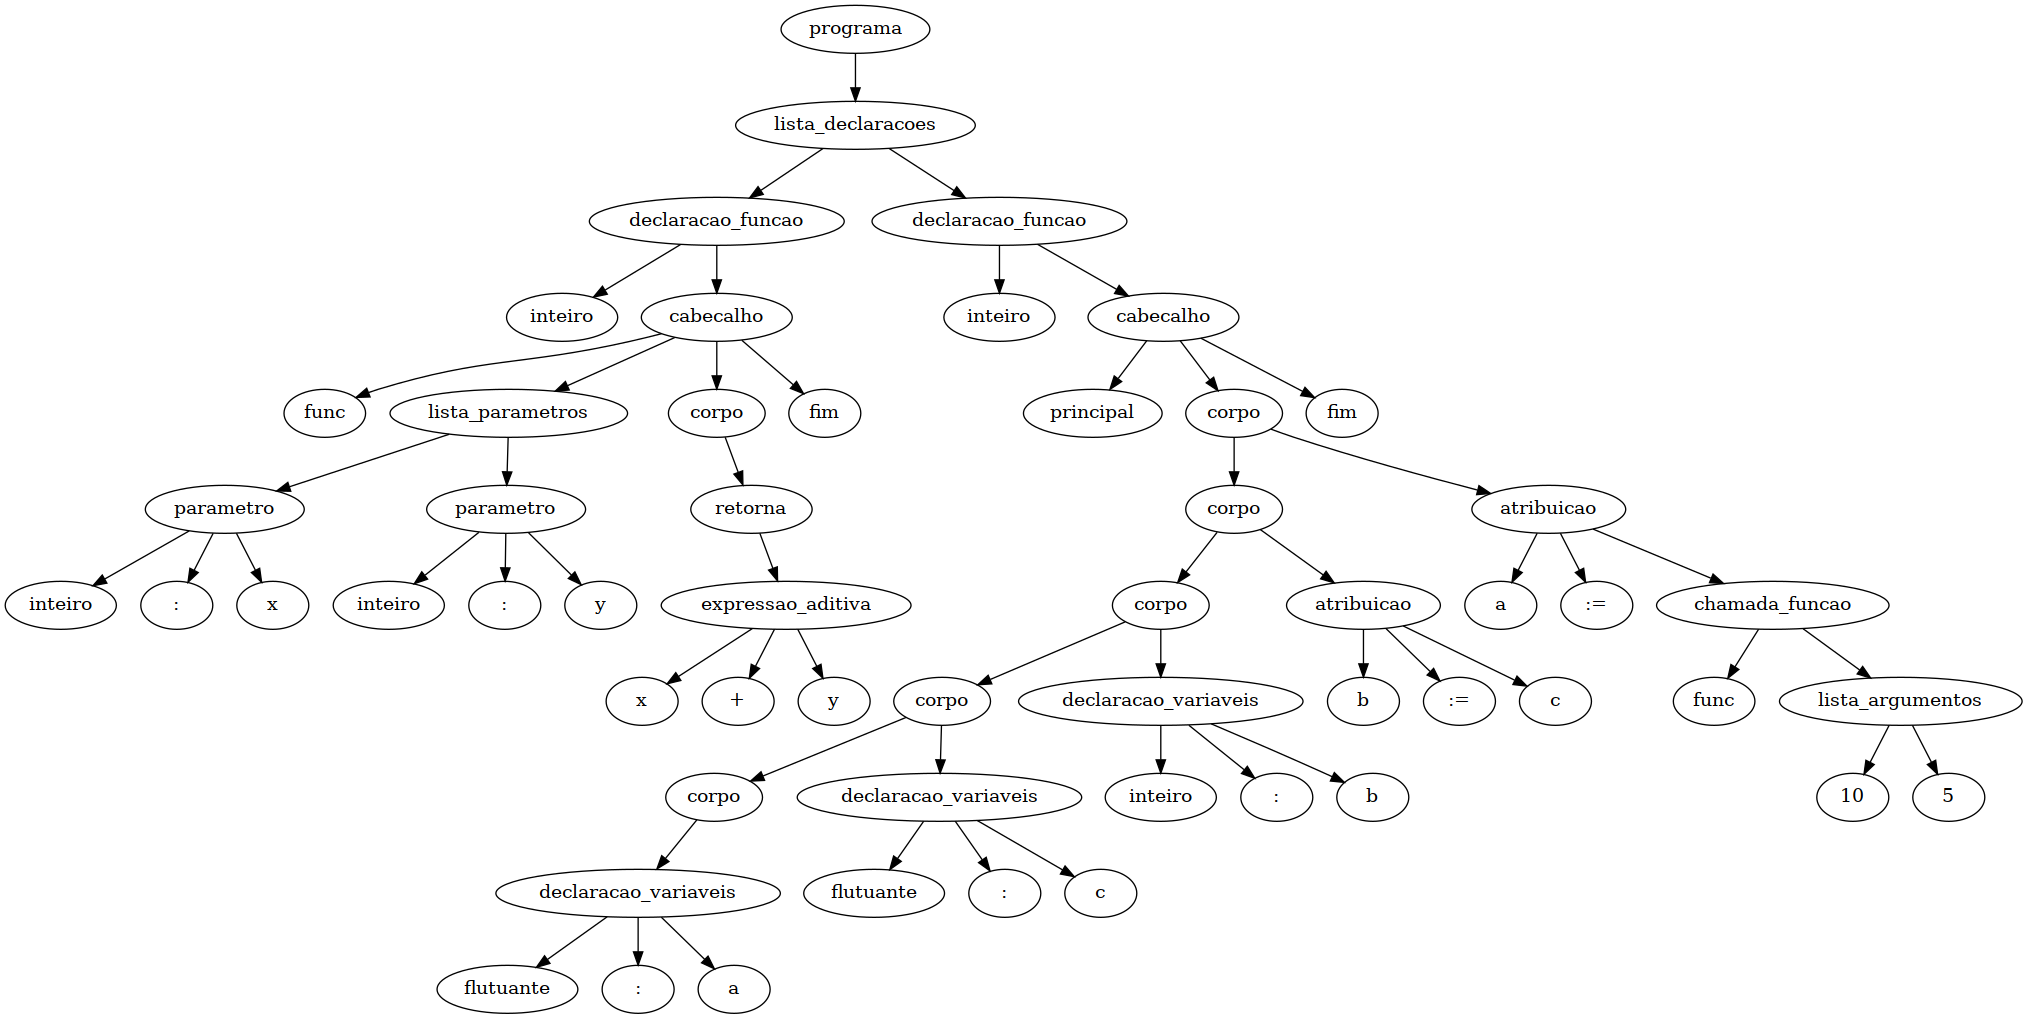 programa
lista_declaracoes
declaracao_funcao declaracao_funcao
inteiro cabecalho inteiro cabecalho
func lista_parametros corpo fim principal corpo fim
parametro parametro retorna corpo atribuicao
inteiro : x inteiro : y expressao_aditiva corpo atribuicao a := chamada_funcao
x + y corpo declaracao_variaveis b := c func lista_argumentos
corpo declaracao_variaveis inteiro : b 10 5
declaracao_variaveis flutuante : c
flutuante : a